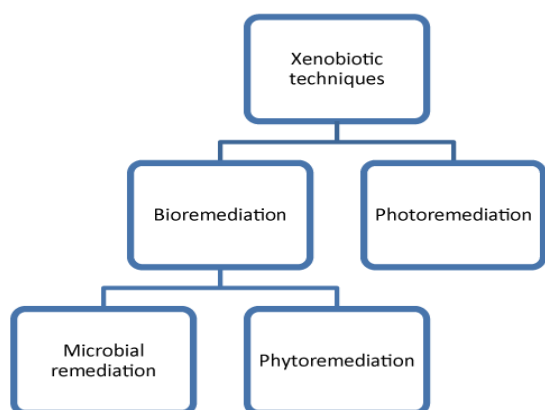 Xenobiotic
techniques
Bioremediation
Photoremediation
Microbial
remediation
Phytoremediation